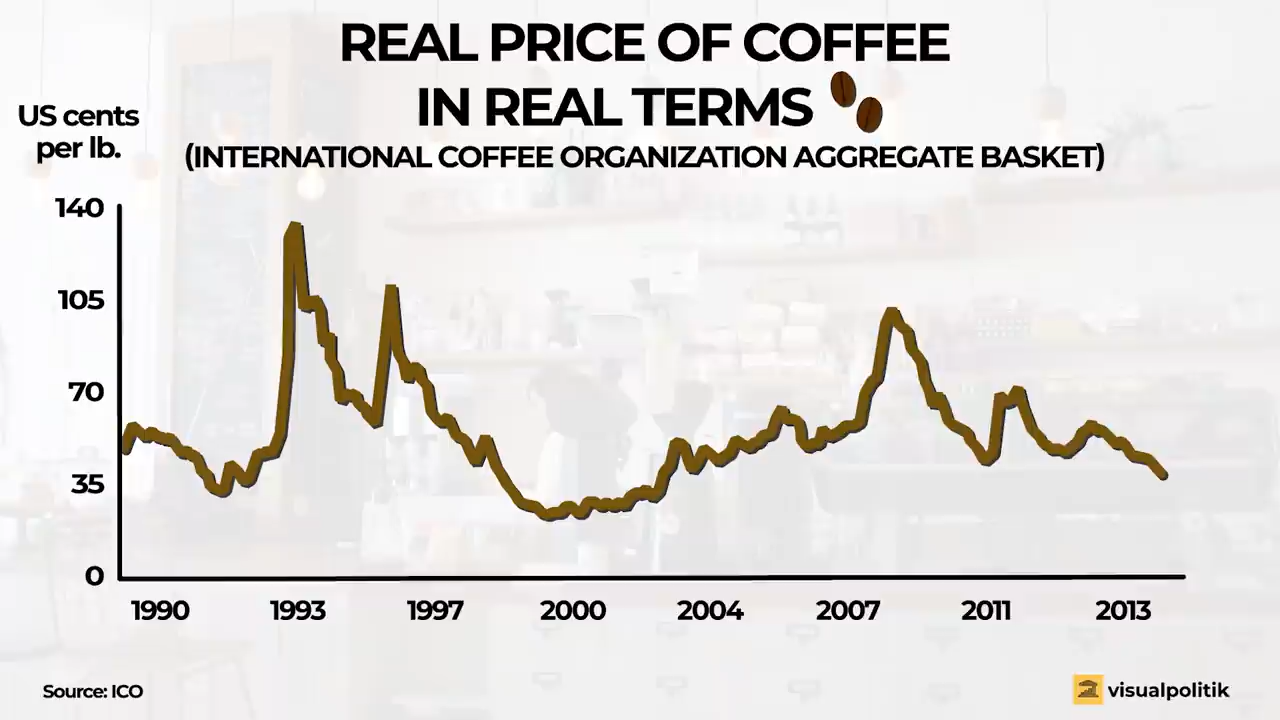 REAL PRICE OF COFFEE
IN REAL TERMS
(INTERNATIONAL COFFEE ORGANIZATION AGGREGATE BASKET)
US cents
per lb.
140
105
70
35
0
1990 1993 1997 2000 2004 2007 2011 2013
Source: ICO
visualpolitik